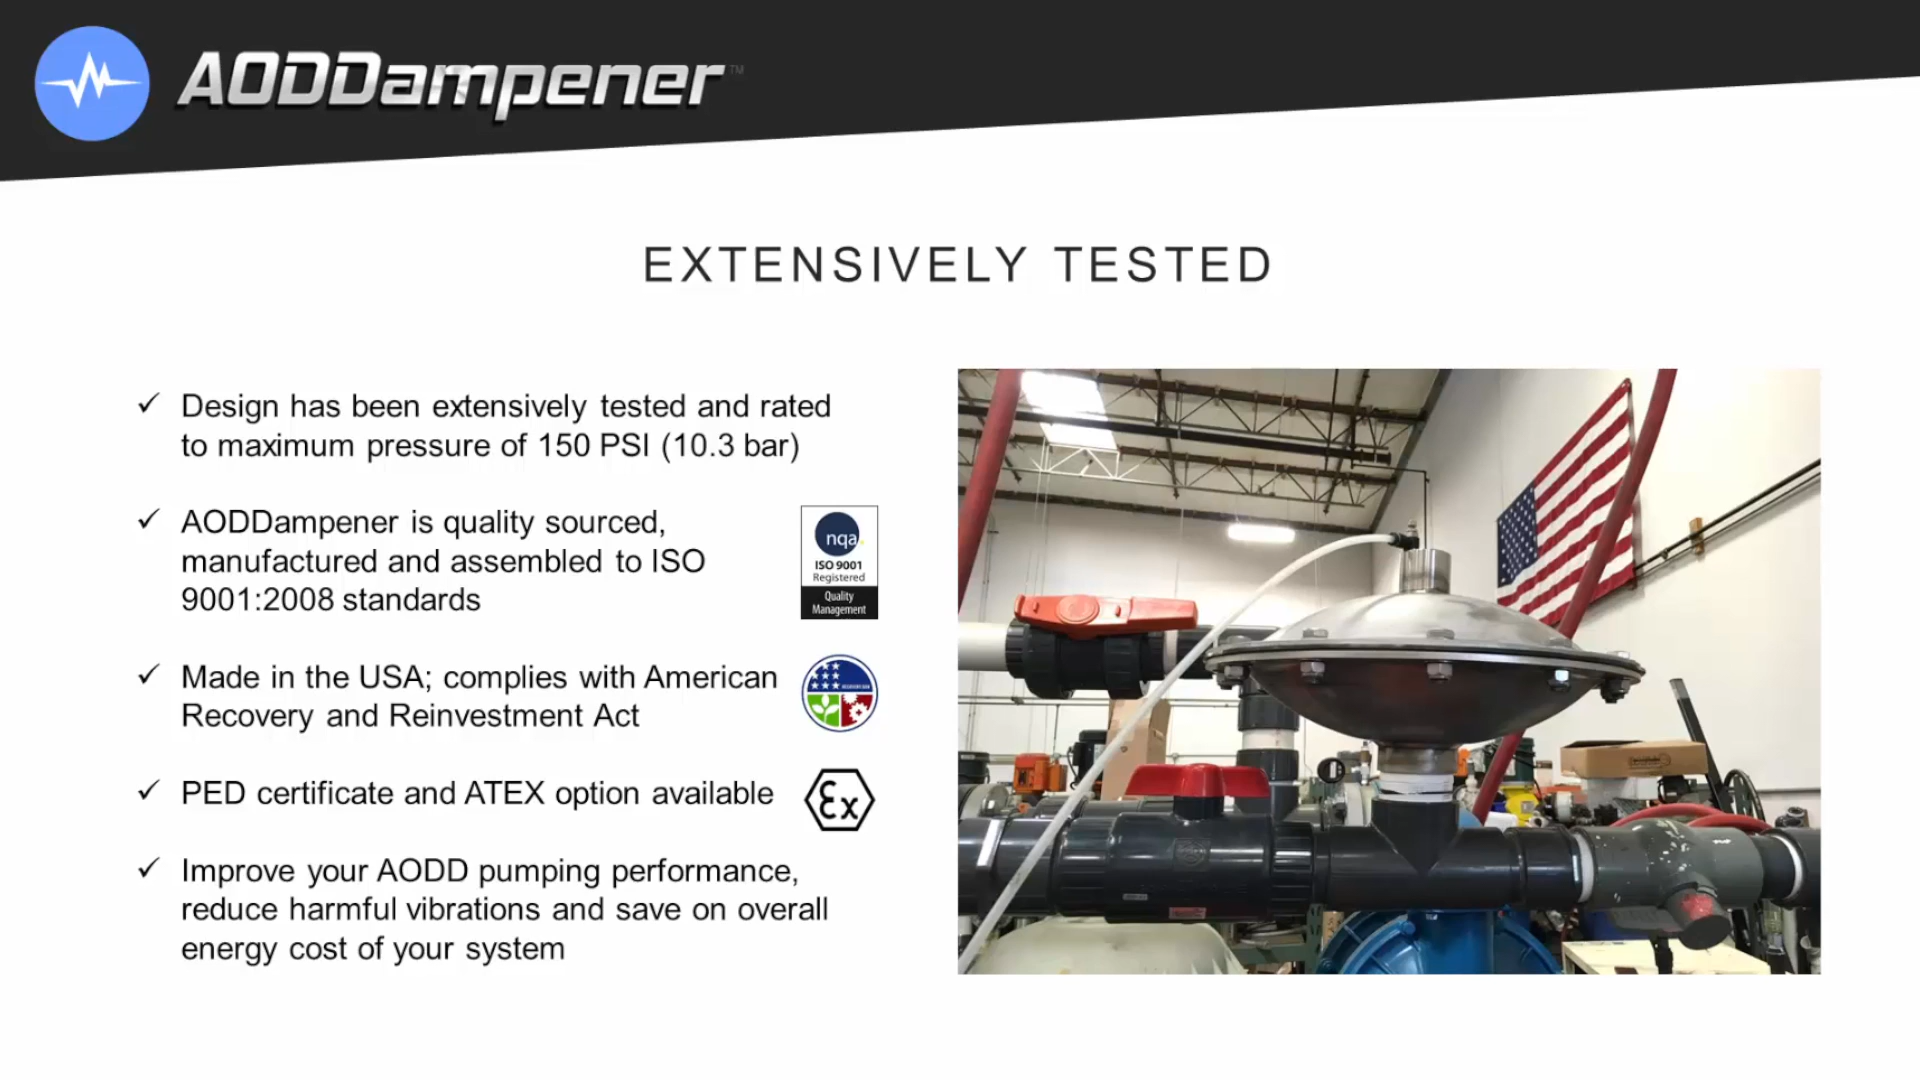 AODDampener™
EXTENSIVELY TESTED
✓ Design has been extensively tested and rated
to maximum pressure of 150 PSI (10.3 bar)
✓ AODDampener is quality sourced,
manufactured and assembled to ISO
9001:2008 standards
nqa.
ISO 9001
Registered
Quality
Management
✓ Made in the USA; complies with American
Recovery and Reinvestment Act
✓ PED certificate and ATEX option available
Ex
✓ Improve your AODD pumping performance,
reduce harmful vibrations and save on overall
energy cost of your system